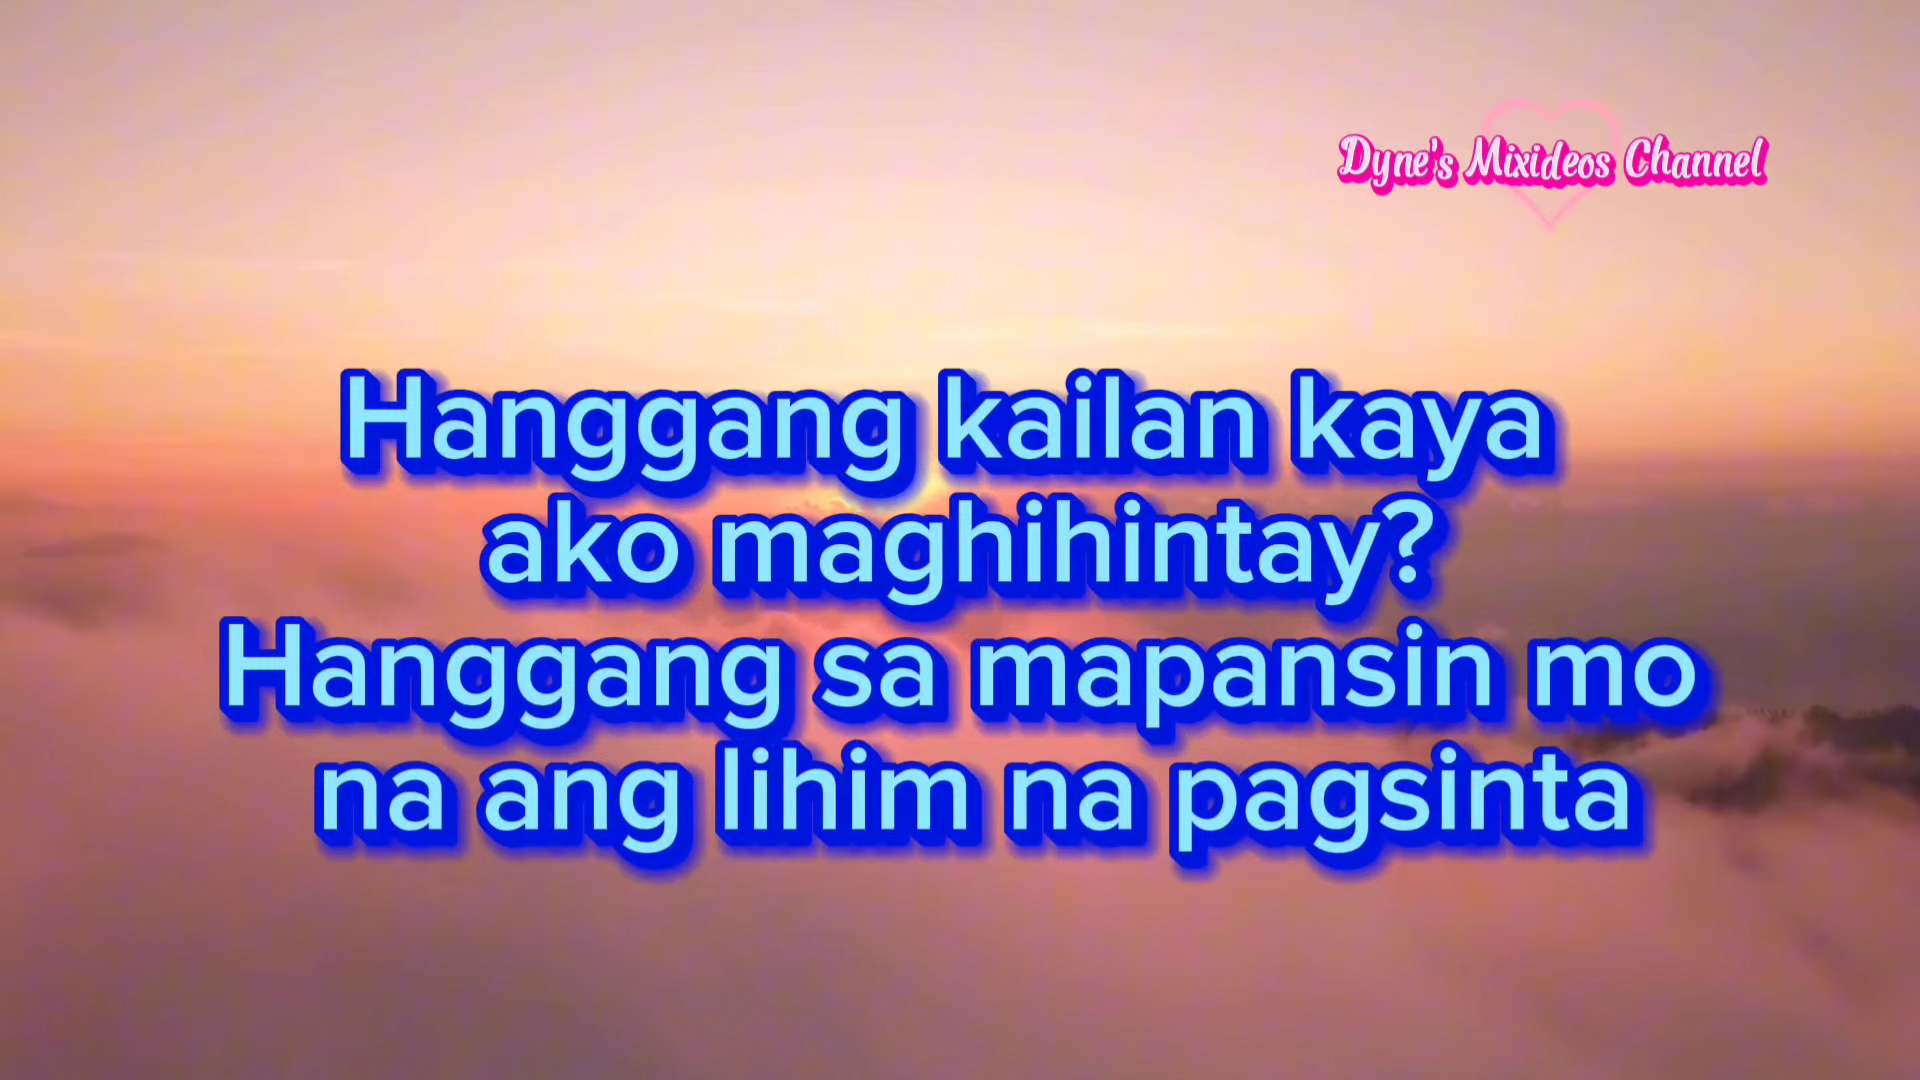 Dyne's Mixideos Channel
Hanggang kailan kaya
ako maghihintay?
Hanggang sa mapansin mo
na ang lihim na pagsinta